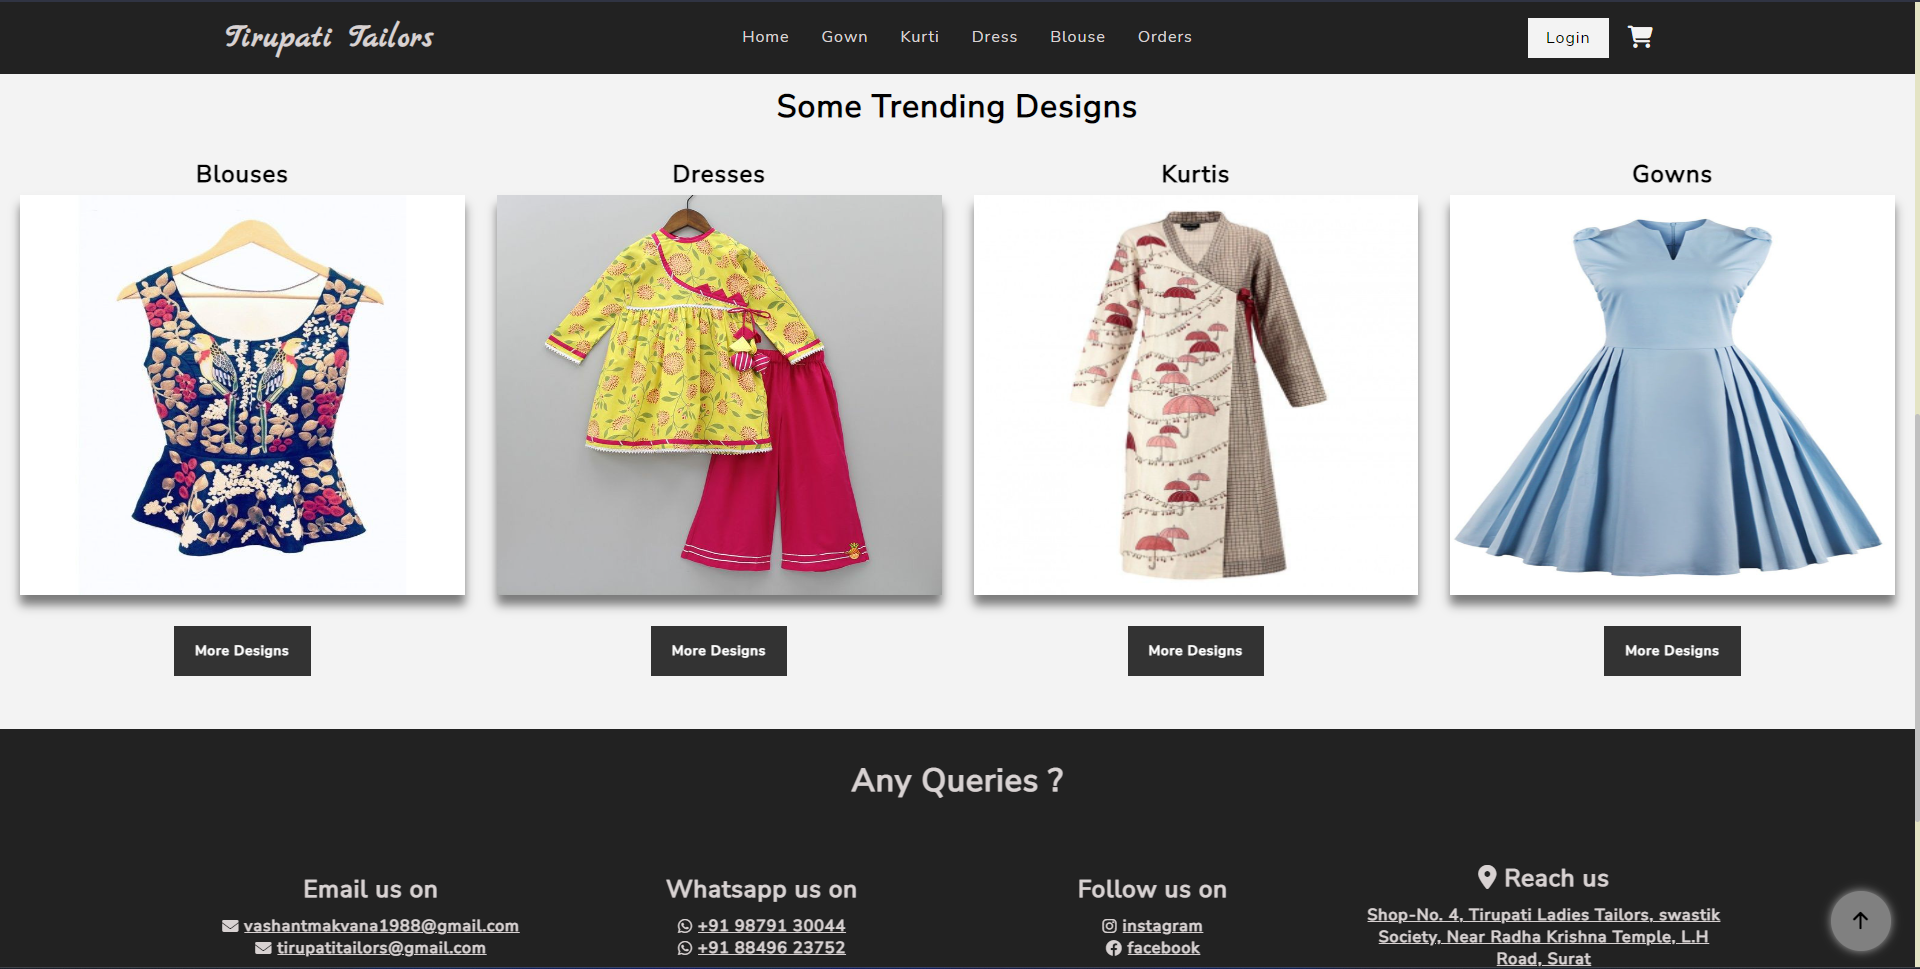 Tirupati Tailors
Home Gown Kurti Dress Blouse Orders
Login
Some Trending Designs
Blouses
Dresses
Kurtis
Gowns
More Designs
More Designs
More Designs
More Designs
Any Queries ?
Email us on
vashantmakvana1988@gmail.com
tirupatitailors@gmail.com
Whatsapp us on
+91 98791 30044
+91 88496 23752
Follow us on
instagram
facebook
Reach us
Shop-No. 4, Tirupati Ladies Tailors, swastik
Society, Near Radha Krishna Temple, L.H
Road, Surat